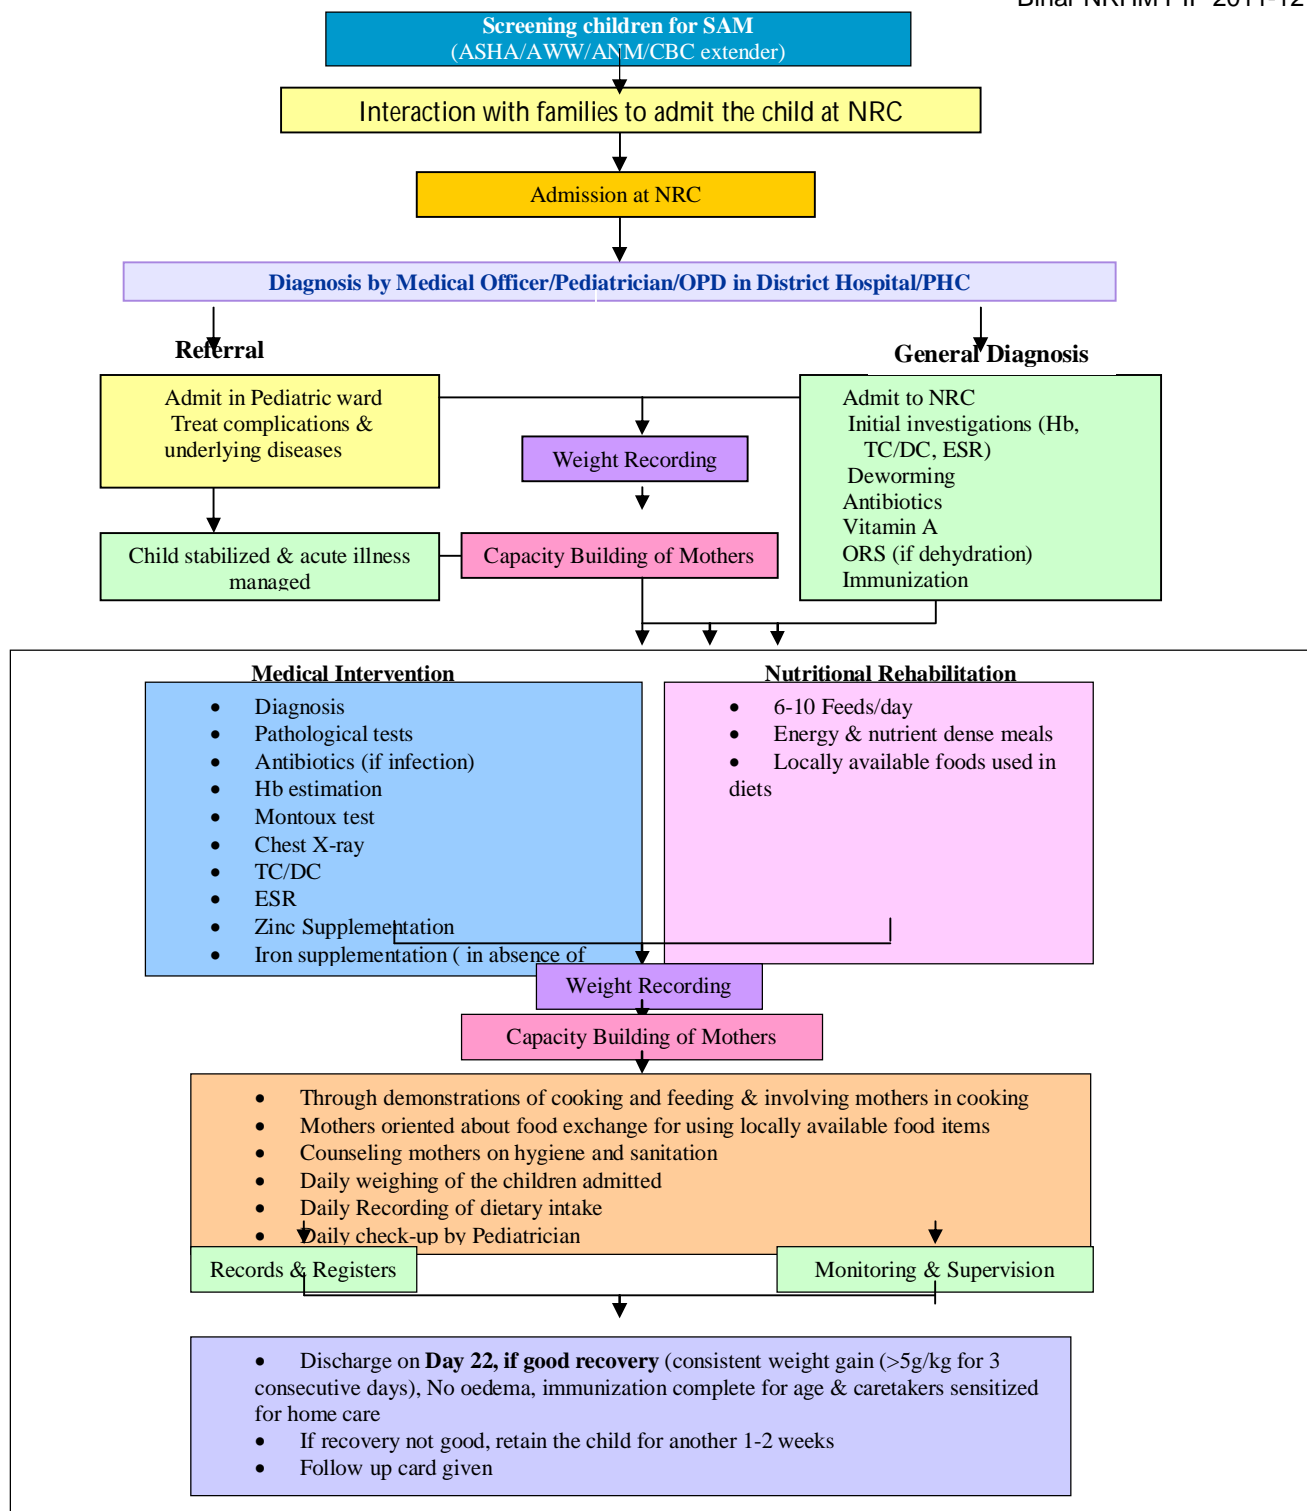 Screening children for SAM
(ASHA/AWW/ANM/CBC extender)
Interaction with families to admit the child at NRC
Admission at NRC
Diagnosis by Medical Officer/Pediatrician/OPD in District Hospital/PHC
Referral
General Diagnosis
Admit in Pediatric ward
Treat complications &
underlying diseases
Weight Recording
Admit to NRC
Initial investigations (Hb,
TC/DC, ESR)
Deworming
Antibiotics
Vitamin A
ORS (if dehydration)
Immunization
Child stabilized & acute illness
managed
Capacity Building of Mothers
Medical Intervention
• Diagnosis
• Pathological tests
• Antibiotics (if infection)
• Hb estimation
• Montoux test
• Chest X-ray
• TC/DC
• ESR
• Zinc Supplementation
• Iron supplementation ( in absence of
Nutritional Rehabilitation
• 6-10 Feeds/day
• Energy & nutrient dense meals
• Locally available foods used in
diets
Weight Recording
Capacity Building of Mothers
• Through demonstrations of cooking and feeding & involving mothers in cooking
• Mothers oriented about food exchange for using locally available food items
• Counseling mothers on hygiene and sanitation
• Daily weighing of the children admitted
• Daily Recording of dietary intake
• Daily check-up by Pediatrician
Records & Registers
Monitoring & Supervision
• Discharge on Day 22, if good recovery (consistent weight gain (>5g/kg for 3
consecutive days), No oedema, immunization complete for age & caretakers sensitized
for home care
• If recovery not good, retain the child for another 1-2 weeks
• Follow up card given